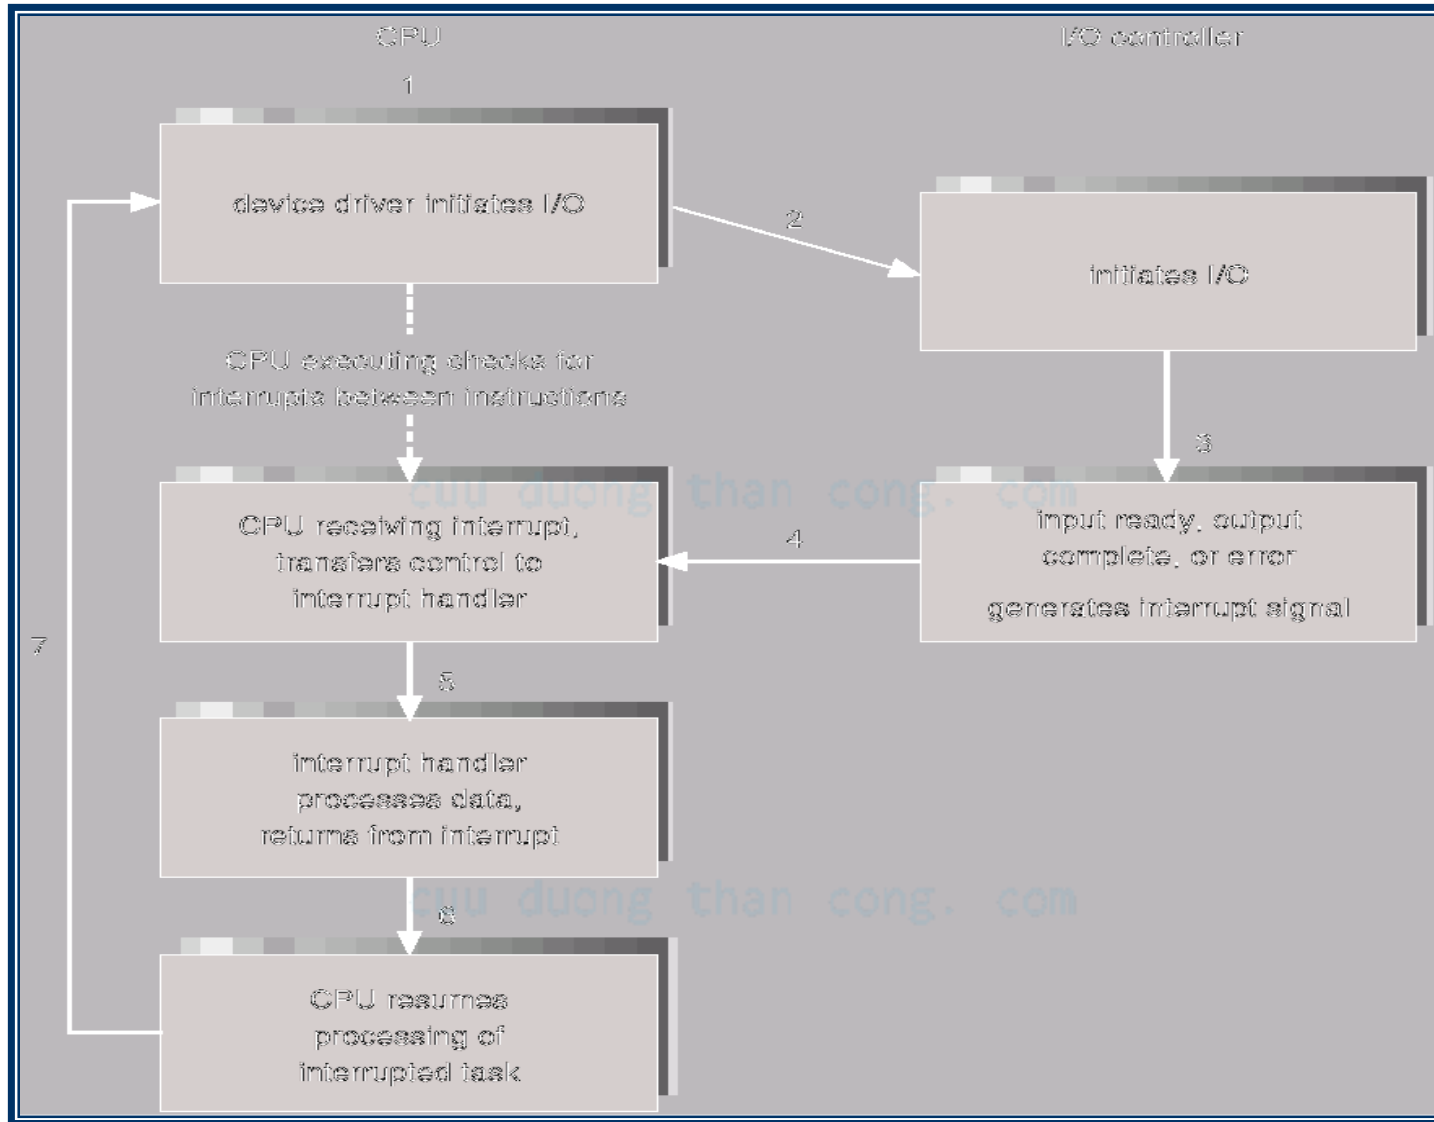 CPU
I/O controller
1
device driver initiates I/O
2
initiates I/O
CPU executing checks for
interrupts between instructions
3
cuu duong than cong. com
CPU receiving interrupt,
transfers control to
interrupt handler
4
input ready, output
complete, or error
generates interrupt signal
7
5
interrupt handler
processes data,
returns from interrupt
cuu duong than cong. com
6
CPU resumes
processing of
interrupted task